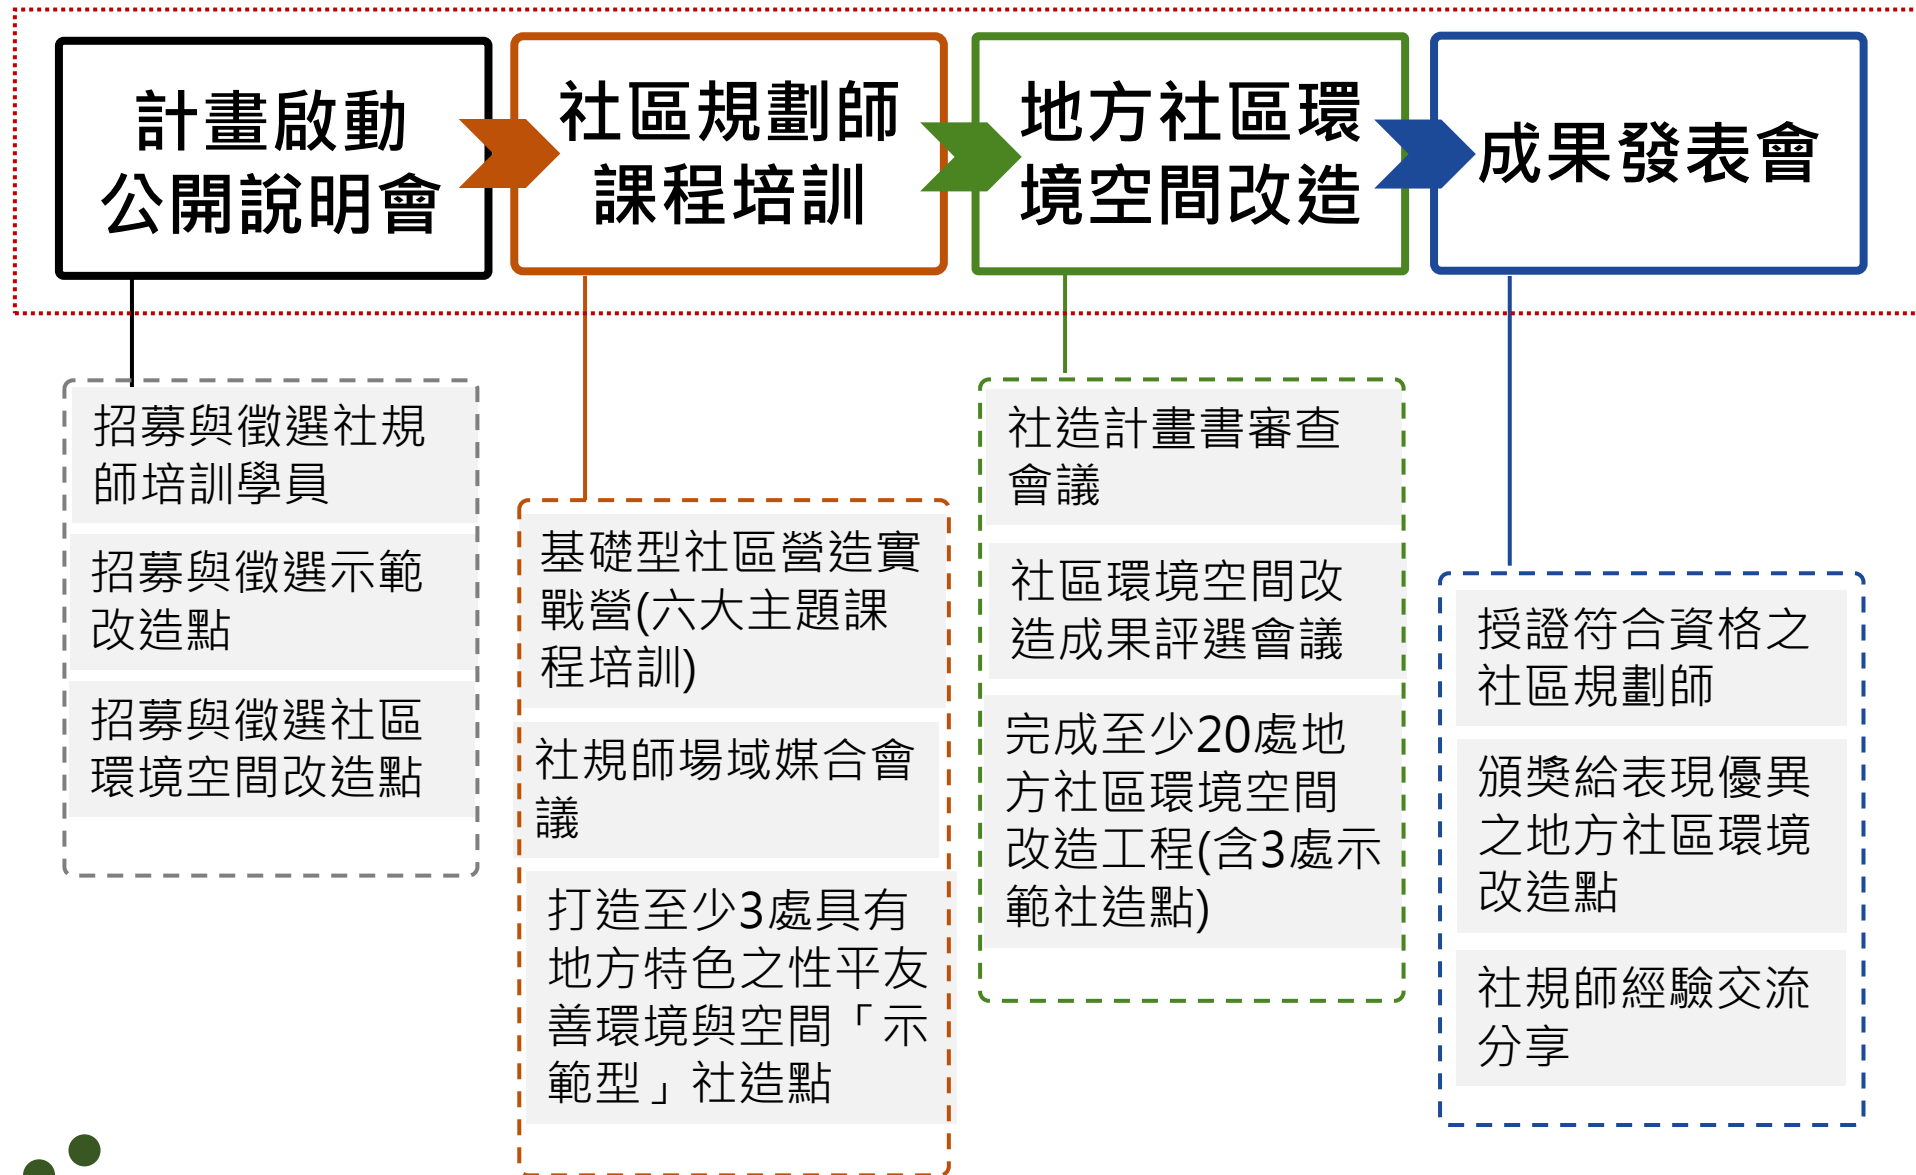 計畫啟動
公開說明會
社區規劃師
課程培訓
地方社區環
境空間改造
成果發表會
招募與徵選社規
師培訓學員
招募與徵選示範
改造點
招募與徵選社區
環境空間改造點
基礎型社區營造實
戰營(六大主題課
程培訓)
社規師場域媒合會
議
打造至少3處具有
地方特色之性平友
善環境與空間「示
範型」社造點
社造計畫書審查
會議
社區環境空間改
造成果評選會議
完成至少20處地
方社區環境空間
改造工程(含3處示
範社造點)
授證符合資格之
社區規劃師
頒獎給表現優異
之地方社區環境
改造點
社規師經驗交流
分享